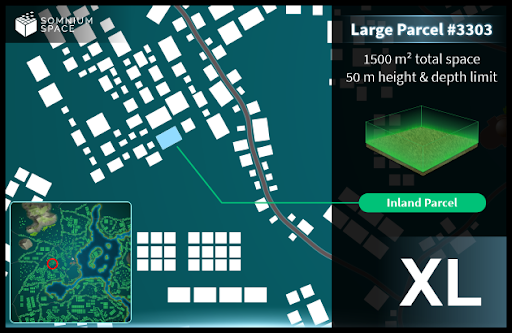 SOMNIUM
SPACE
Large Parcel #3303
1500 m² total space
50 m height & depth limit
Inland Parcel
XL